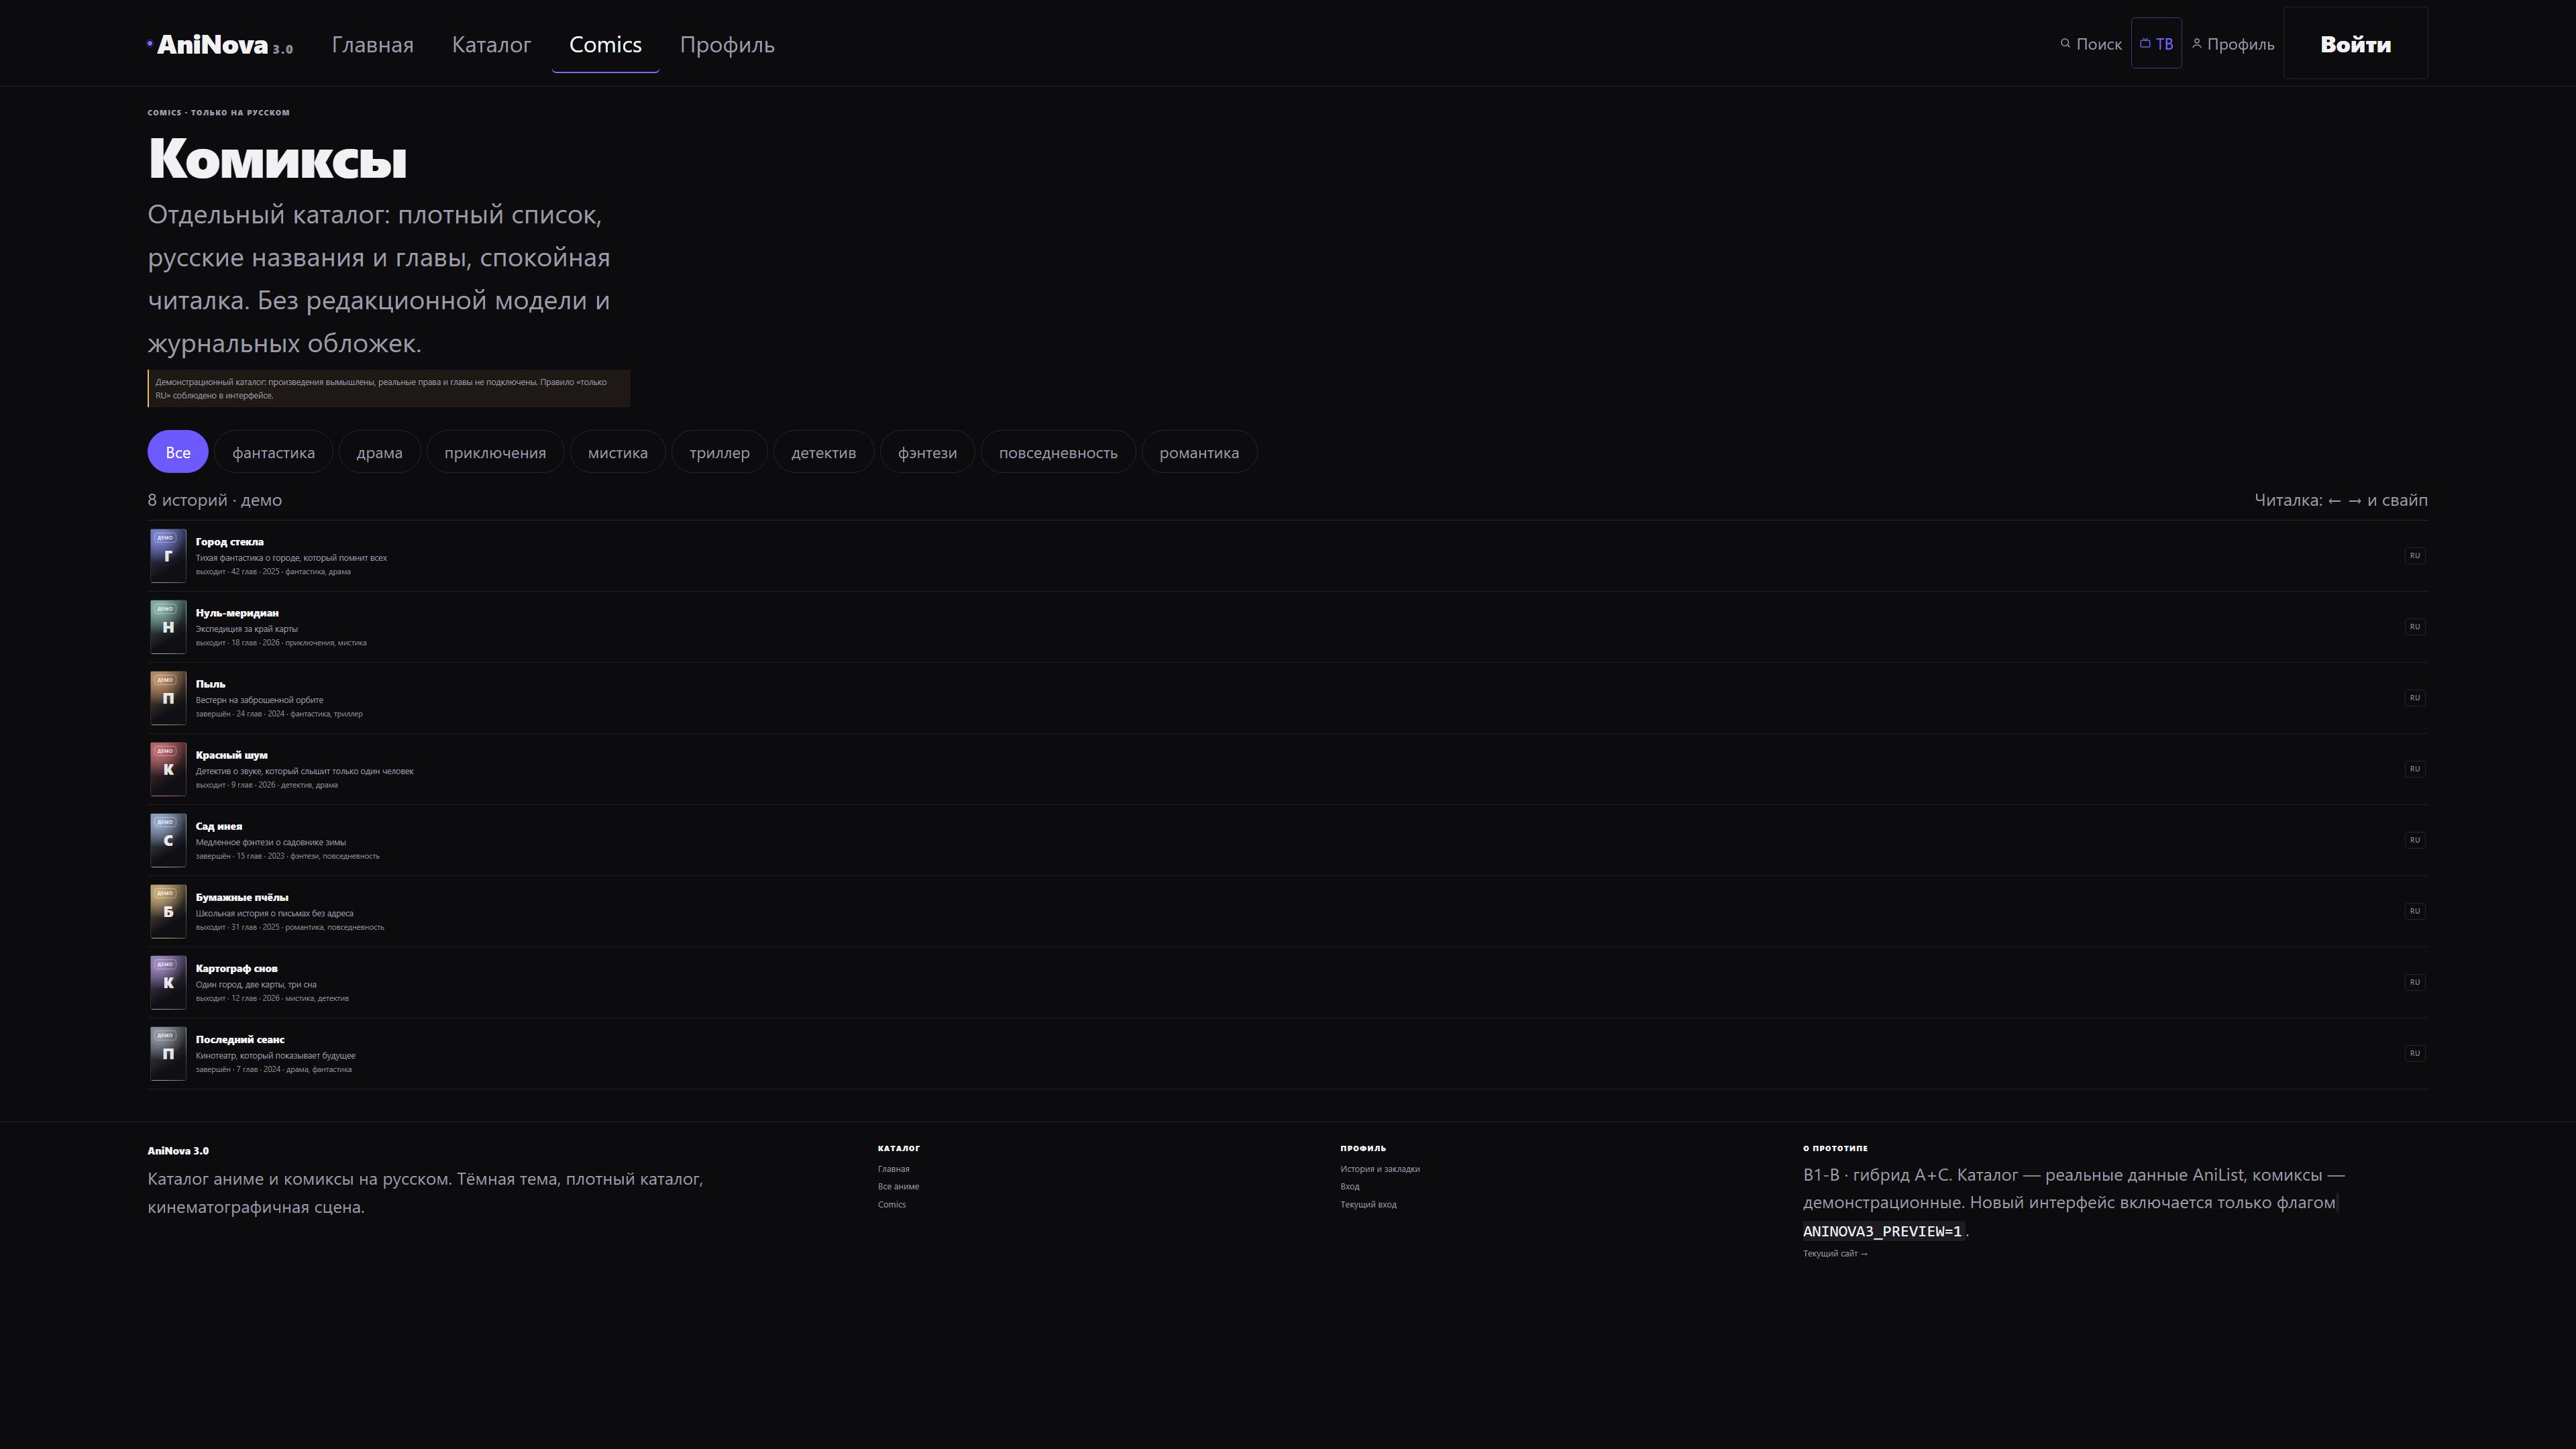 AniNova 3.0
Главная
Каталог
Comics
Профиль
Поиск
ТВ
Профиль
Войти
COMICS · ТОЛЬКО НА РУССКОМ
Комиксы
Отдельный каталог: плотный список,
русские названия и главы, спокойная
читалка. Без редакционной модели и
журнальных обложек.
Демонстрационный каталог: произведения вымышлены, реальные права и главы не подключены. Правило «только
RU» соблюдено в интерфейсе.
Все
фантастика
драма
приключения
мистика
триллер
детектив
фэнтези
повседневность
романтика
8 историй · демо
Читалка: ← → и свайп
ДЕМО
Г
Город стекла
Тихая фантастика о городе, который помнит всех
выходит · 42 глав · 2025 · фантастика, драма
RU
ДЕМО
Н
Нуль-меридиан
Экспедиция за край карты
выходит · 18 глав · 2026 · приключения, мистика
RU
ДЕМО
П
Пыль
Вестерн на заброшенной орбите
завершён · 24 глав · 2024 · фантастика, триллер
RU
ДЕМО
К
Красный шум
Детектив о звуке, который слышит только один человек
выходит · 9 глав · 2026 · детектив, драма
RU
ДЕМО
С
Сад инея
Медленное фэнтези о садовнике зимы
завершён · 15 глав · 2023 · фэнтези, повседневность
RU
ДЕМО
Б
Бумажные пчёлы
Школьная история о письмах без адреса
выходит · 31 глав · 2025 · романтика, повседневность
RU
ДЕМО
К
Картограф снов
Один город, две карты, три сна
выходит · 12 глав · 2026 · мистика, детектив
RU
ДЕМО
П
Последний сеанс
Кинотеатр, который показывает будущее
завершён · 7 глав · 2024 · драма, фантастика
RU
AniNova 3.0
Каталог аниме и комиксы на русском. Тёмная тема, плотный каталог,
кинематографичная сцена.
КАТАЛОГ
Главная
Все аниме
Comics
ПРОФИЛЬ
История и закладки
Вход
Текущий вход
О ПРОТОТИПЕ
B1-B · гибрид A+C. Каталог — реальные данные AniList, комиксы —
демонстрационные. Новый интерфейс включается только флагом
ANINOVA3_PREVIEW=1.
Текущий сайт →